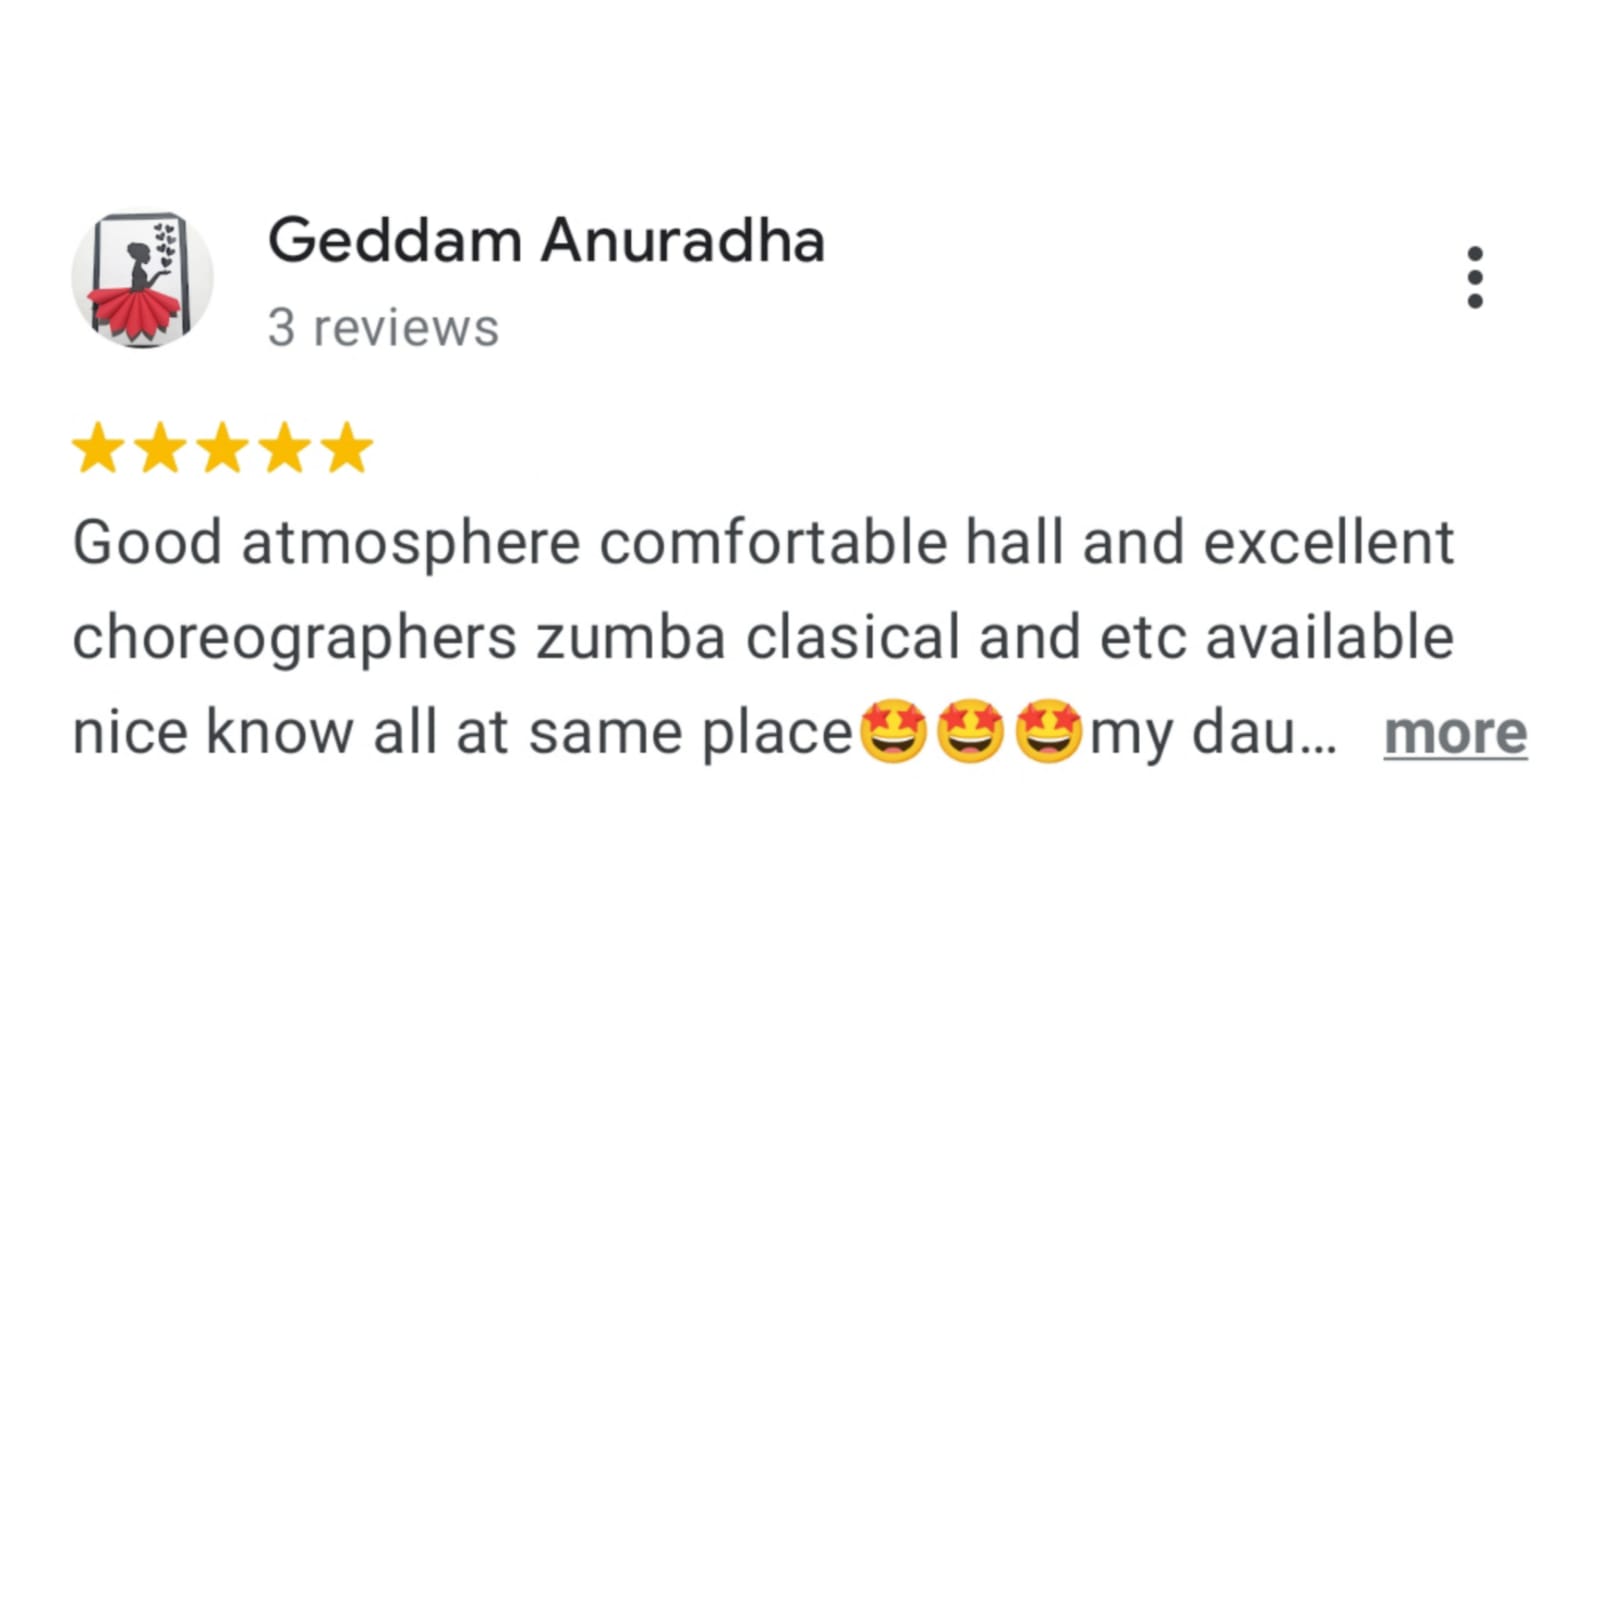 Geddam Anuradha
3 reviews
Good atmosphere comfortable hall and excellent
choreographers zumba clasical and etc available
nice know all at same place🤩🤩🤩my dau... more